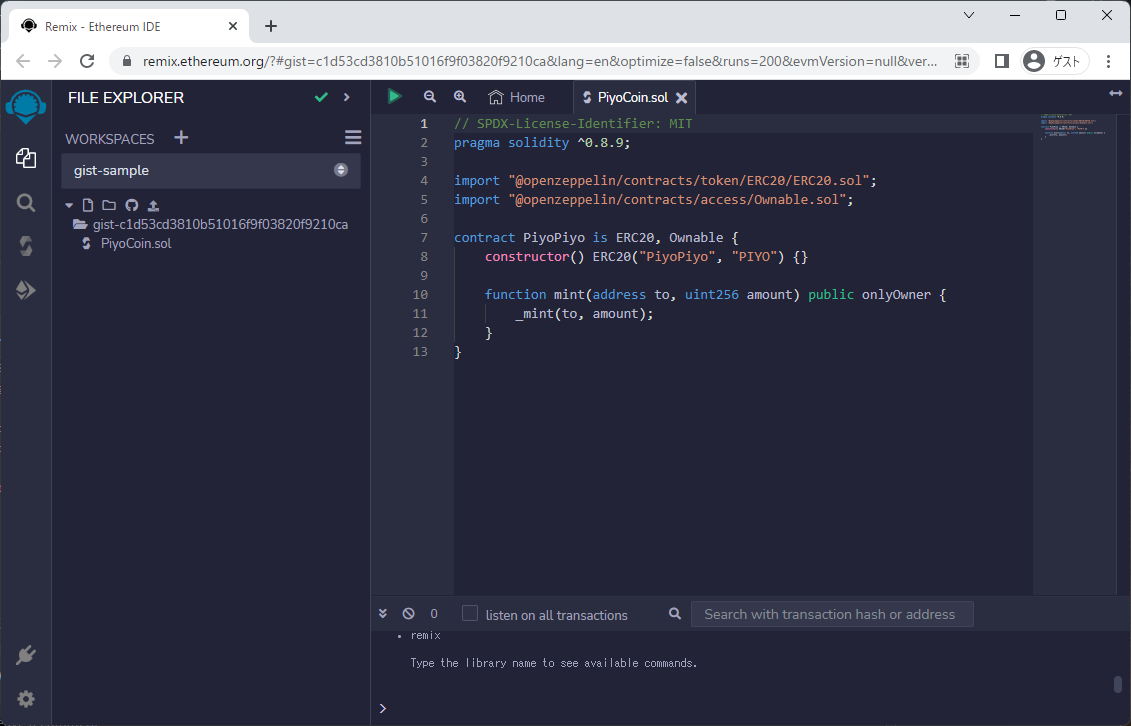 Remix - Ethereum IDE
remix.ethereum.org/?#gist=c1d53cd3810b51016f9f03820f9210ca&lang=en&optimize=false&runs=200&evmVersion=null&ver...
ゲスト
FILE EXPLORER
WORKSPACES
gist-sample
gist-c1d53cd3810b51016f9f03820f9210ca
PiyoCoin.sol
Home
PiyoCoin.sol
1 // SPDX-License-Identifier: MIT
2 pragma solidity ^0.8.9;
3
4 import "@openzeppelin/contracts/token/ERC20/ERC20.sol";
5 import "@openzeppelin/contracts/access/Ownable.sol";
6
7 contract PiyoPiyo is ERC20, Ownable {
8     constructor() ERC20("PiyoPiyo", "PIYO") {}
9
10     function mint(address to, uint256 amount) public onlyOwner {
11         _mint(to, amount);
12     }
13 }
0
listen on all transactions
Search with transaction hash or address
• remix
Type the library name to see available commands.
>